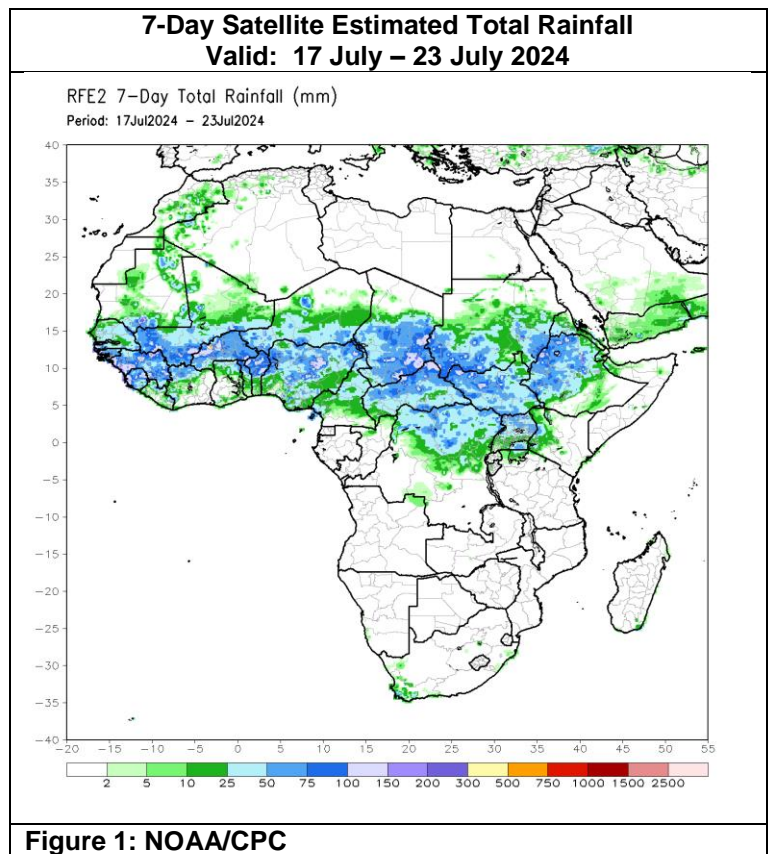 7-Day Satellite Estimated Total Rainfall
Valid: 17 July – 23 July 2024
RFE2 7-Day Total Rainfall (mm)
Period: 17Jul2024 – 23Jul2024
40
35
30
25
20
15
10
5
0
-5
-10
-15
-20
-25
-30
-35
-40
-20 -15 -10 -5 0 5 10 15 20 25 30 35 40 45 50 55
2 5 10 25 50 75 100 150 200 300 500 750 1000 1500 2500
Figure 1: NOAA/CPC